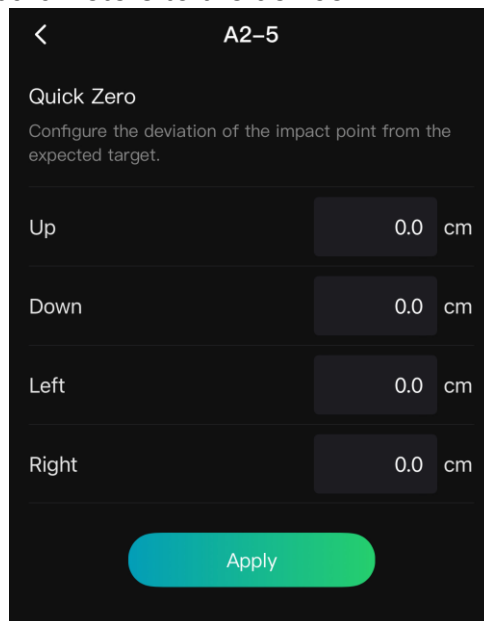 A2-5
Quick Zero
Configure the deviation of the impact point from the
expected target.
Up 0.0 cm
Down 0.0 cm
Left 0.0 cm
Right 0.0 cm
Apply